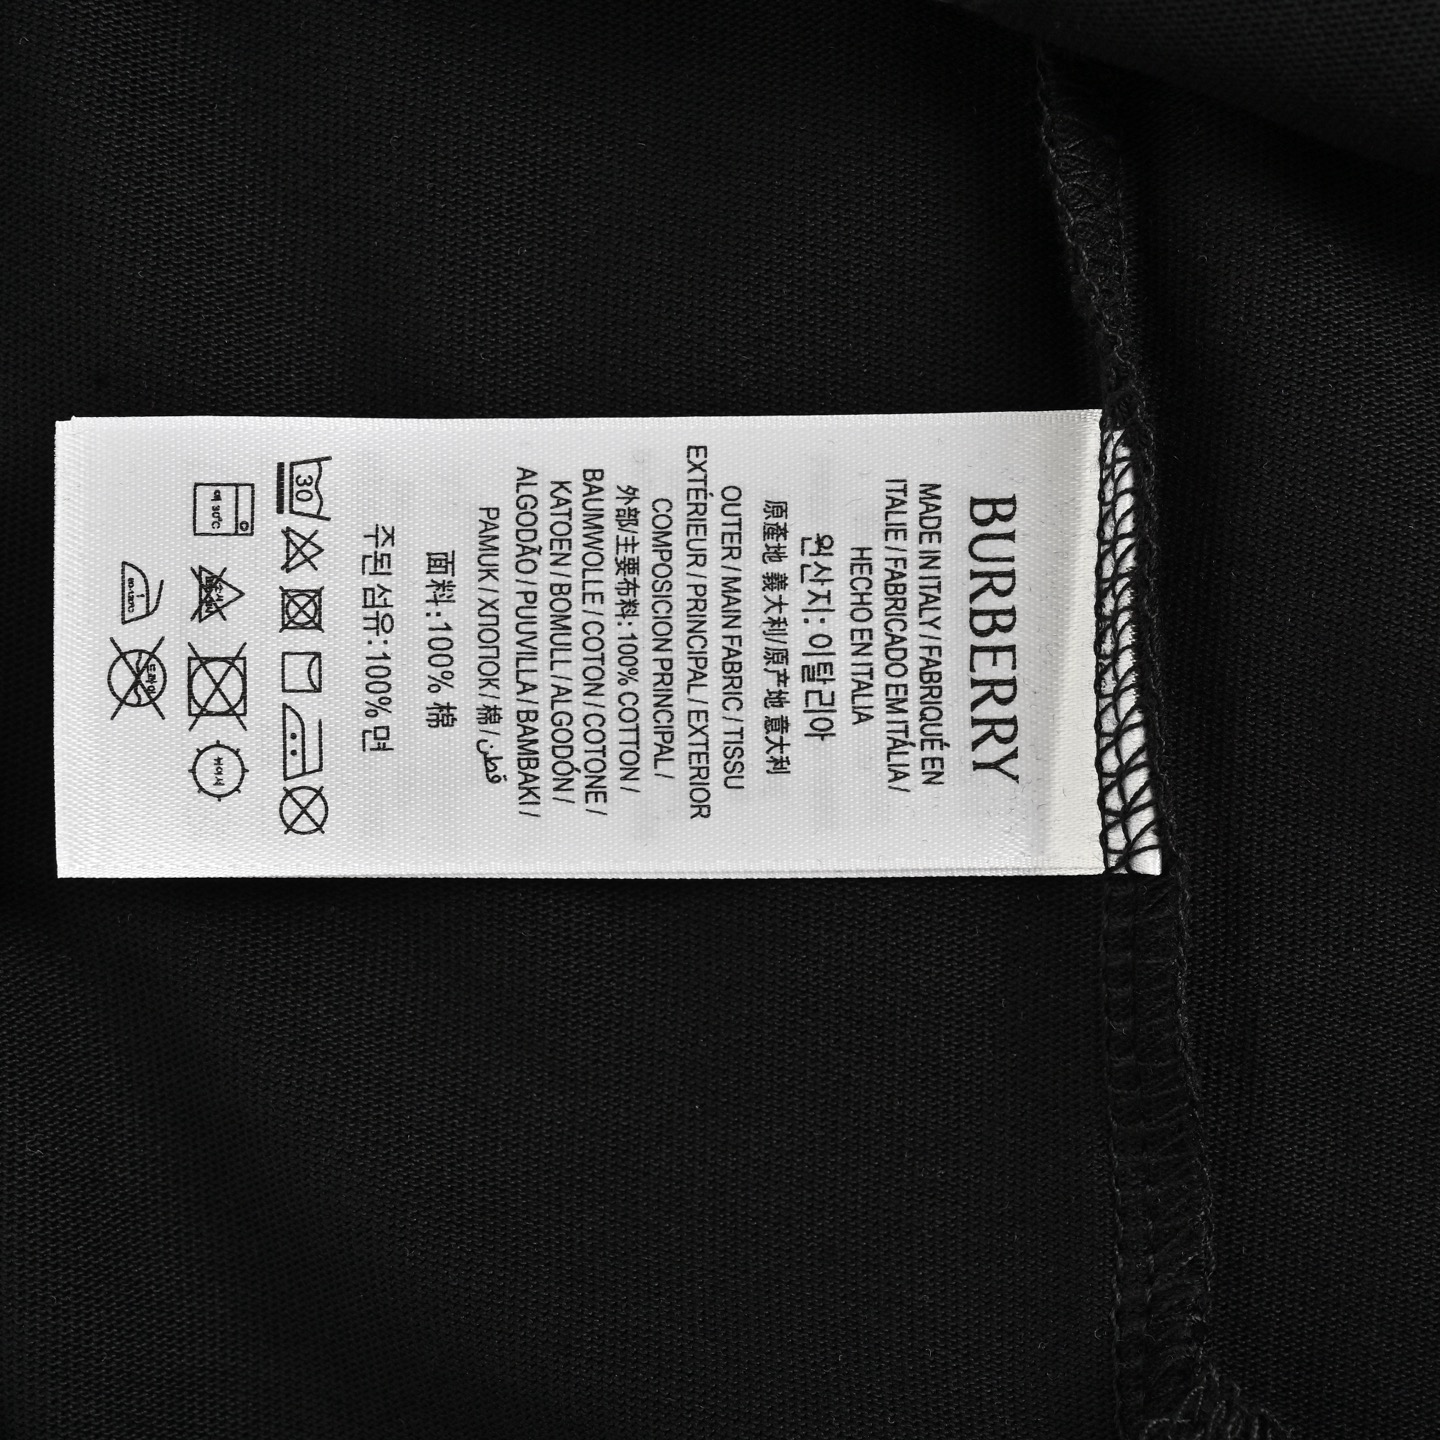 BURBERRY
MADE IN ITALY / FABRIQUÉ EN
ITALIE / FABRICADO EM ITÁLIA /
HECHO EN ITALIA
원산지: 이탈리아
原產地 義大利/原产地 意大利
OUTER / MAIN FABRIC / TISSU
EXTÉRIEUR / PRINCIPAL / EXTERIOR
COMPOSICION PRINCIPAL /
外部/主要布料: 100% COTTON /
BAUMWOLLE / COTON / COTONE /
KATOEN / BOMULL / ALGODÓN /
ALGODÃO / PUUVILLA / BAMBAKI /
PAMUK / ХПОПОК / 棉 / قطن
面料:100% 棉
주된섬유:100% 면
30